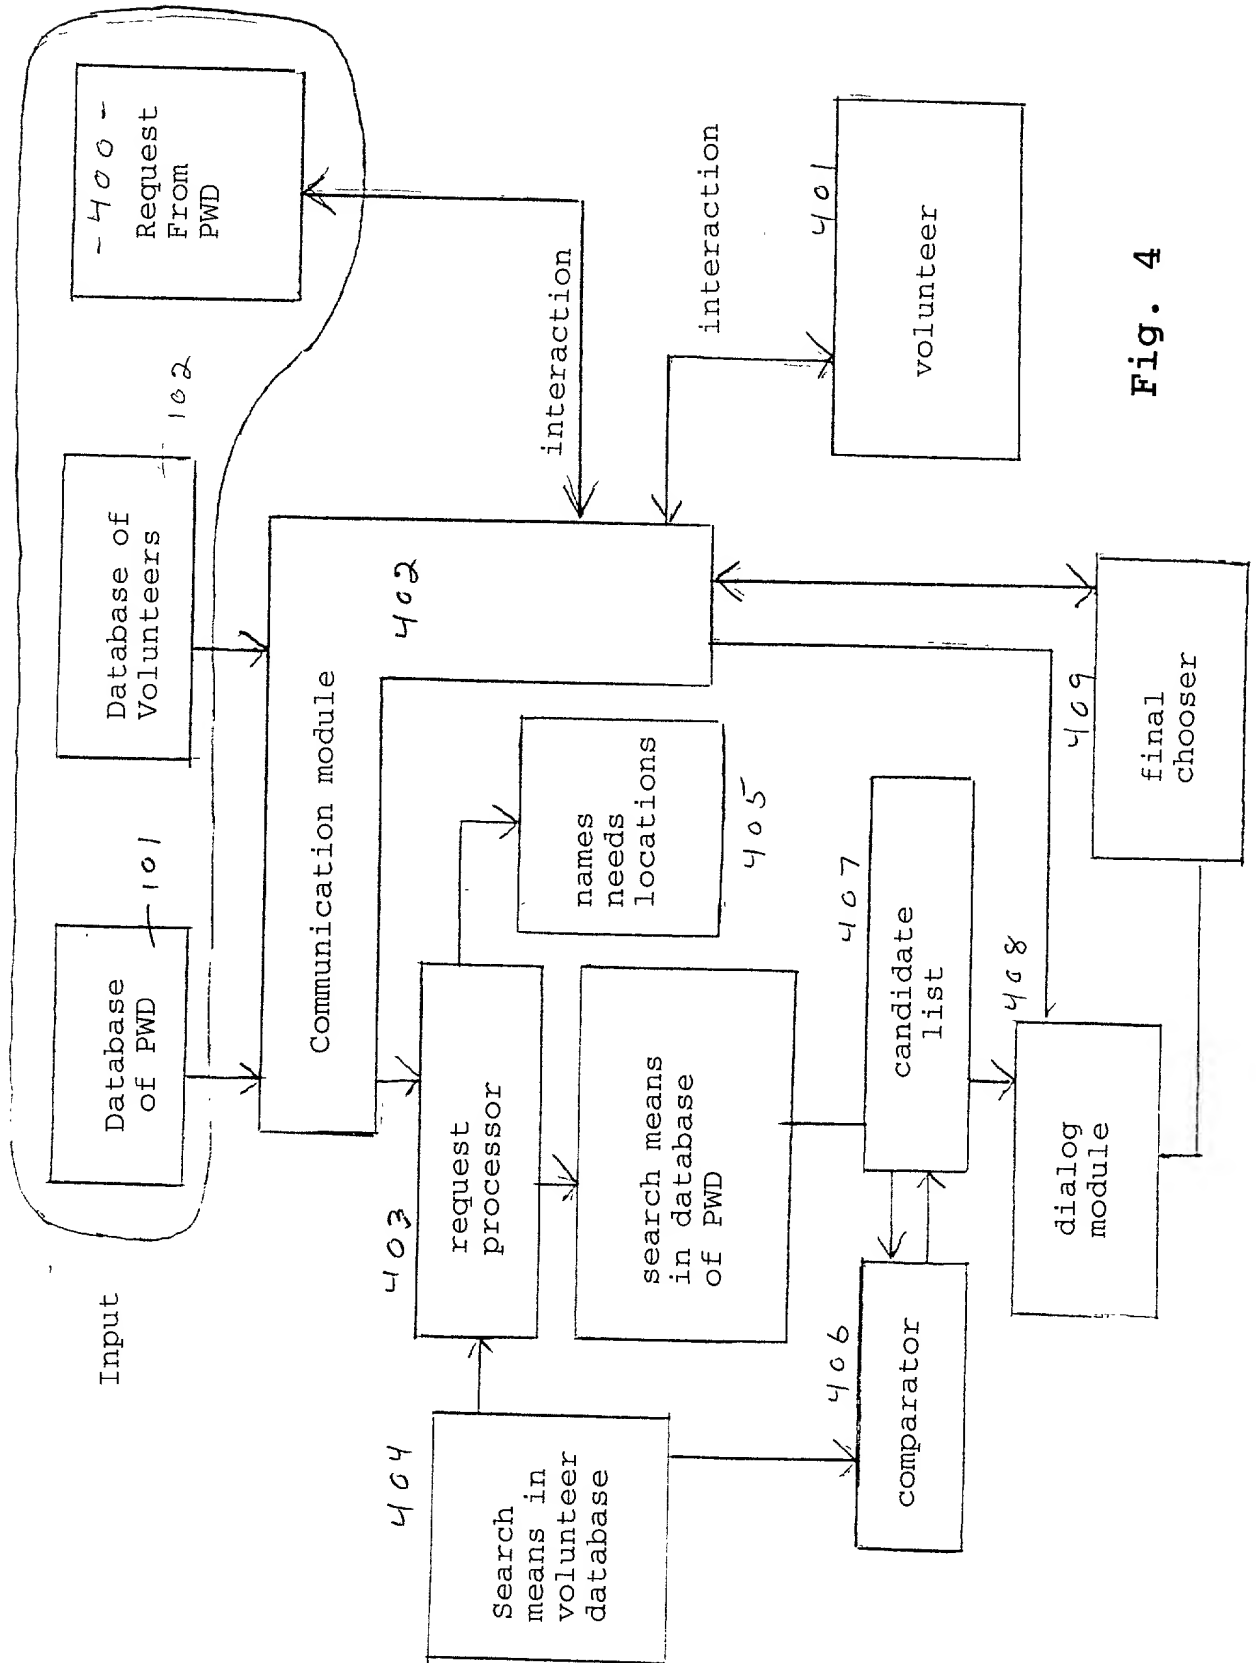 Input
Database
of PWD
101
Database of
Volunteers
102
- 400 -
Request
From
PWD
Communication module
402
interaction
interaction
401
volunteer
403
request
processor
names
needs
locations
405
404
Search
means in
volunteer
database
search means
in database
of PWD
406
comparator
407
candidate
list
408
dialog
module
409
final
chooser
Fig. 4